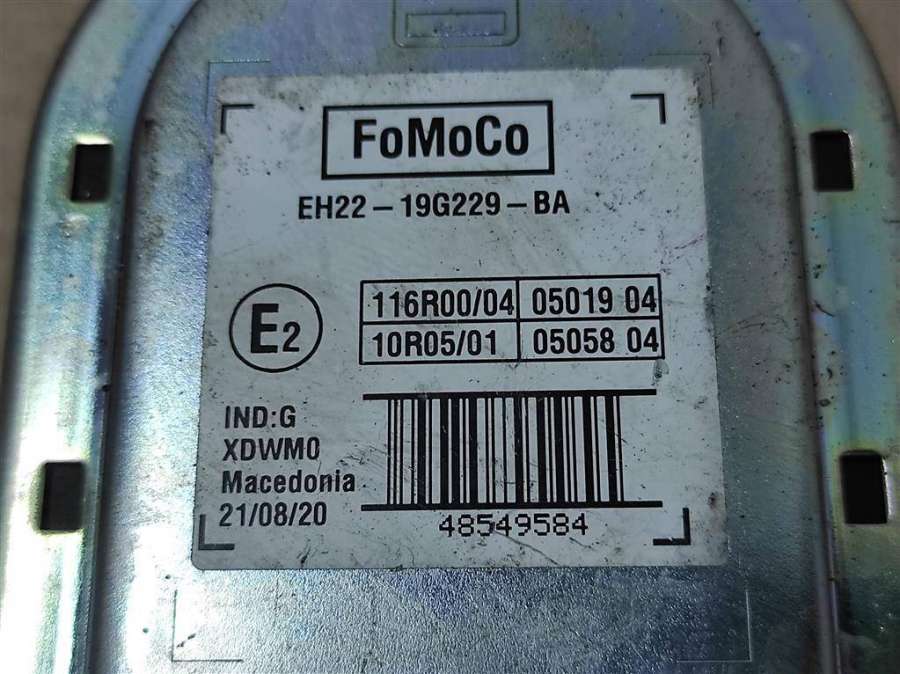 FoMoCo
EH22-19G229-BA
E2
116R00/04 05019 04
10R05/01 05058 04
IND:G
XDWM0
Macedonia
21/08/20
48549584